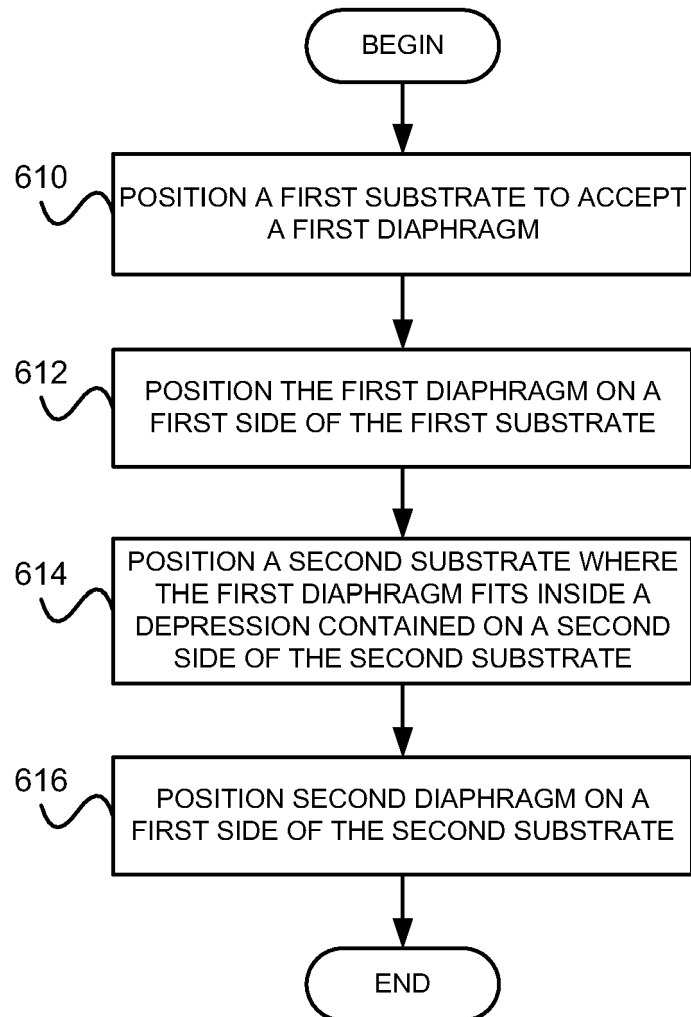 BEGIN
610
POSITION A FIRST SUBSTRATE TO ACCEPT
A FIRST DIAPHRAGM
612
POSITION THE FIRST DIAPHRAGM ON A
FIRST SIDE OF THE FIRST SUBSTRATE
614
POSITION A SECOND SUBSTRATE WHERE
THE FIRST DIAPHRAGM FITS INSIDE A
DEPRESSION CONTAINED ON A SECOND
SIDE OF THE SECOND SUBSTRATE
616
POSITION SECOND DIAPHRAGM ON A
FIRST SIDE OF THE SECOND SUBSTRATE
END